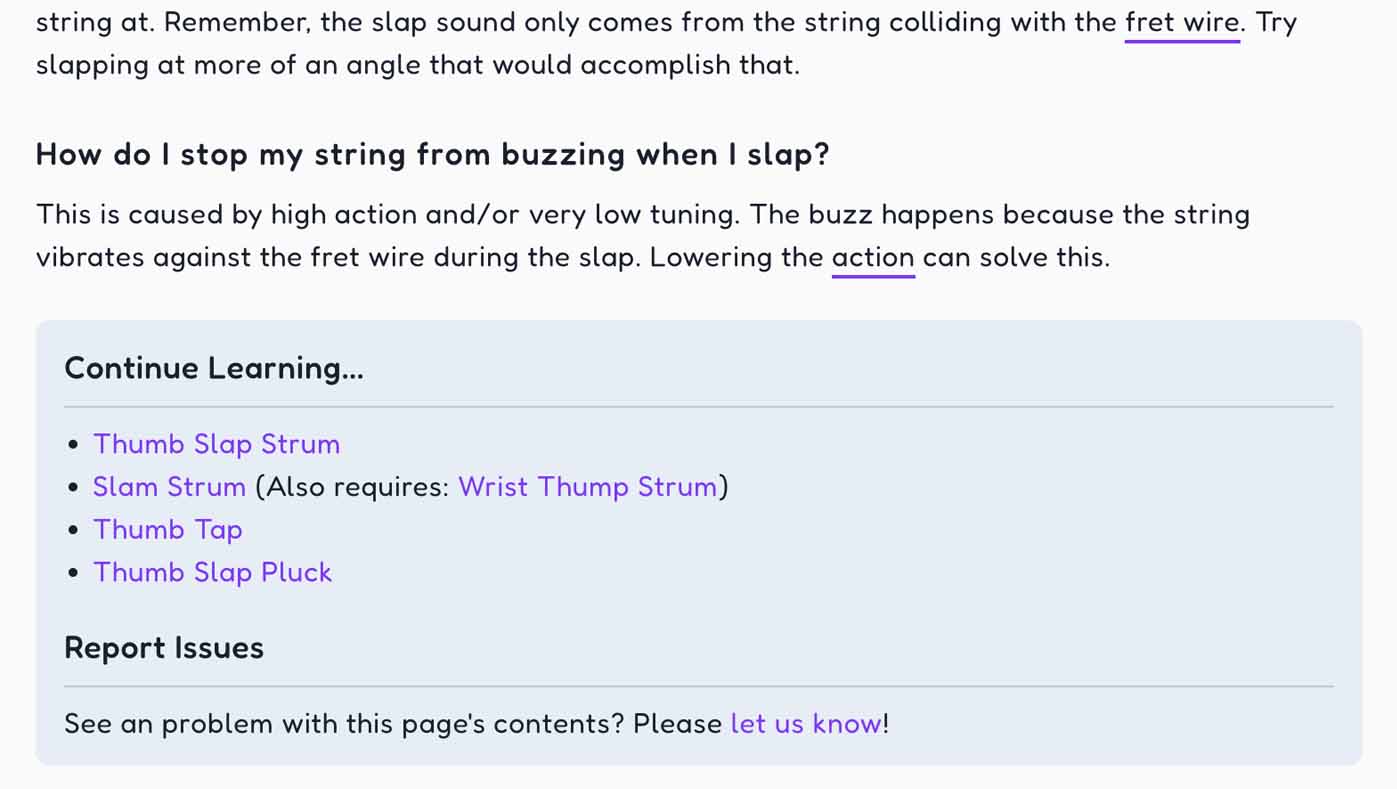 string at. Remember, the slap sound only comes from the string colliding with the fret wire. Try
slapping at more of an angle that would accomplish that.
How do I stop my string from buzzing when I slap?
This is caused by high action and/or very low tuning. The buzz happens because the string
vibrates against the fret wire during the slap. Lowering the action can solve this.
Continue Learning...
• Thumb Slap Strum
• Slam Strum (Also requires: Wrist Thump Strum)
• Thumb Tap
• Thumb Slap Pluck
Report Issues
See an problem with this page's contents? Please let us know!